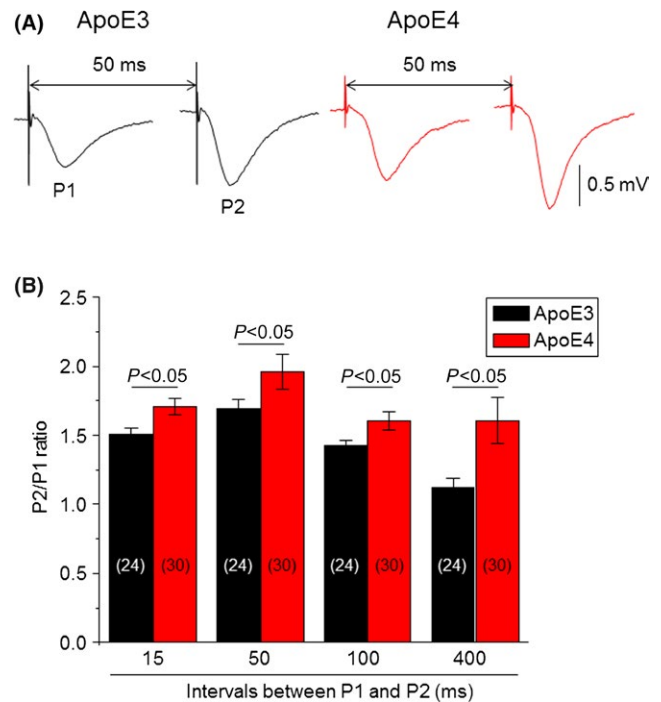 (A) ApoE3 ApoE4
50 ms 50 ms
P1 P2
0.5 mV
(B)
2.5
2.0
1.5
1.0
0.5
0.0
P2/P1 ratio
ApoE3
ApoE4
P<0.05 P<0.05 P<0.05 P<0.05
(24) (30) (24) (30) (24) (30) (24) (30)
15 50 100 400
Intervals between P1 and P2 (ms)